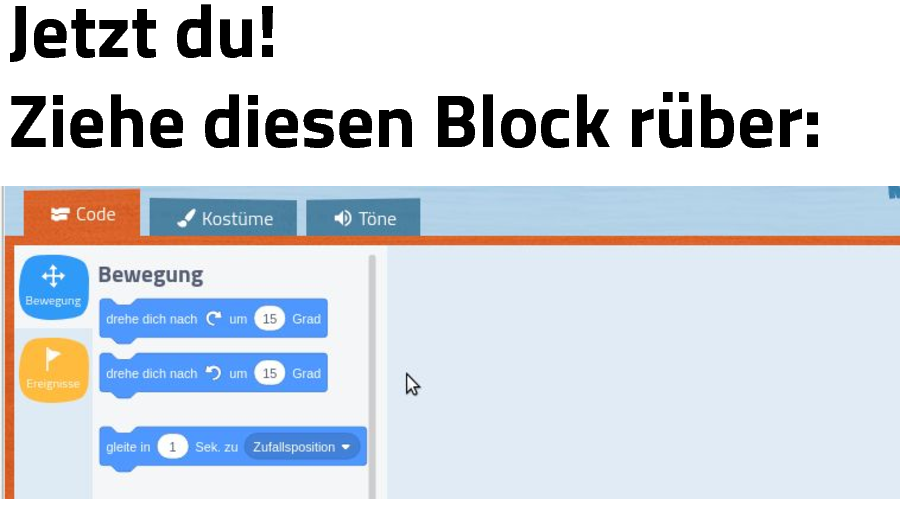 Jetzt du!
Ziehe diesen Block rüber:
Code Kostüme Töne
Bewegung
Bewegung
drehe dich nach um 15 Grad
Ereignisse
drehe dich nach um 15 Grad
gleite in 1 Sek. zu Zufallsposition